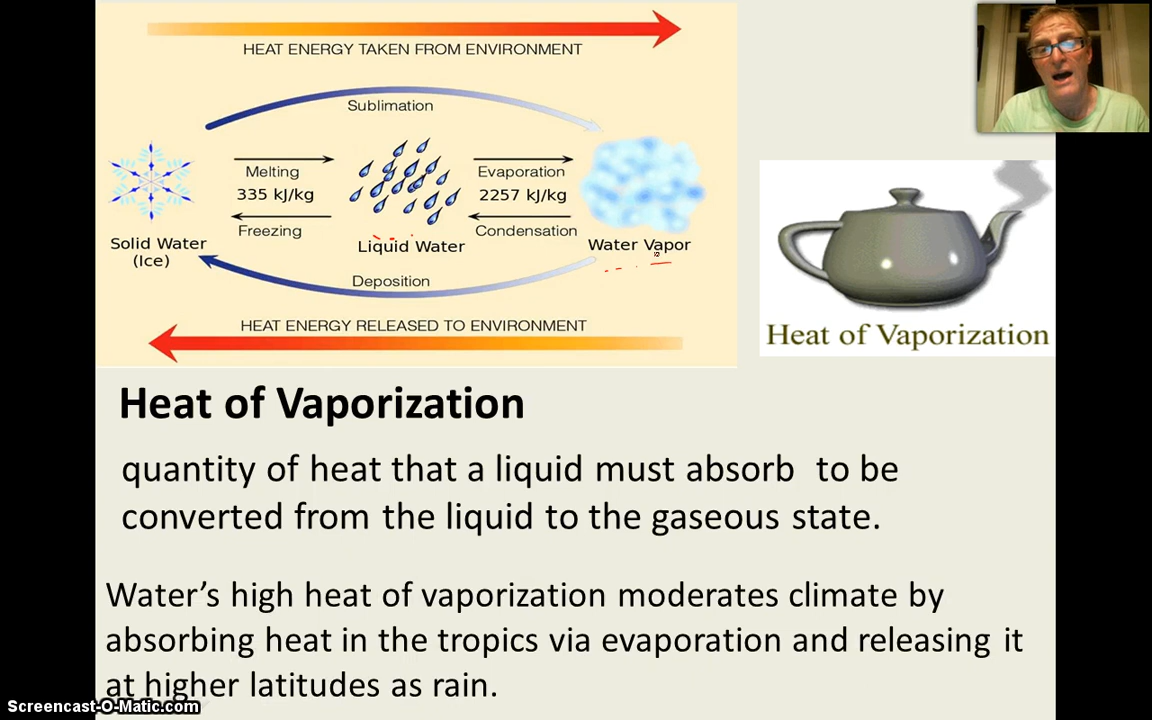 HEAT ENERGY TAKEN FROM ENVIRONMENT
Sublimation
Melting
335 kJ/kg
Freezing
Evaporation
2257 kJ/kg
Condensation
Solid Water
(Ice)
Liquid Water
Water Vapor
Deposition
HEAT ENERGY RELEASED TO ENVIRONMENT
Heat of Vaporization
Heat of Vaporization
quantity of heat that a liquid must absorb to be
converted from the liquid to the gaseous state.
Water’s high heat of vaporization moderates climate by
absorbing heat in the tropics via evaporation and releasing it
at higher latitudes as rain.
Screencast-O-Matic.com